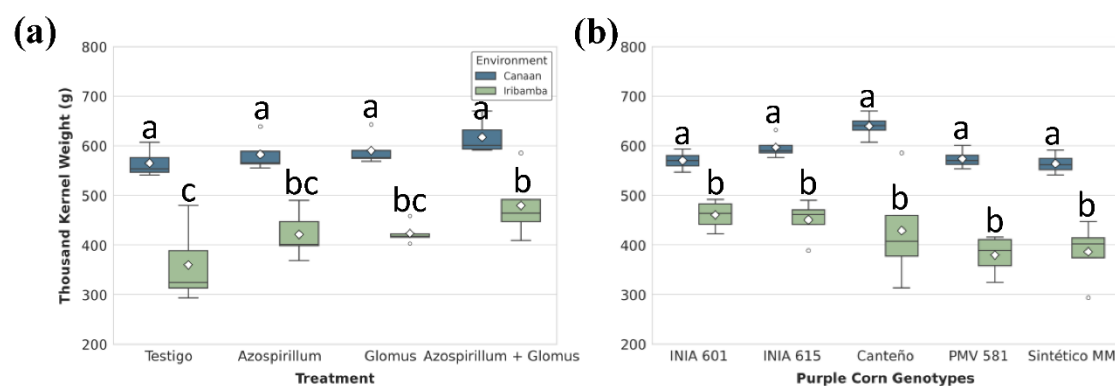 (a)
Thousand Kernel Weight (g)
800
700
600
500
400
300
200
Environment
Canaan
Iribamba
a
a
a
a
c
bc
bc
b
Testigo
Azospirillum
Glomus
Azospirillum + Glomus
Treatment
(b)
800
700
600
500
400
300
200
a
a
a
a
a
b
b
b
b
b
INIA 601
INIA 615
Canteño
PMV 581
Sintético MM
Purple Corn Genotypes